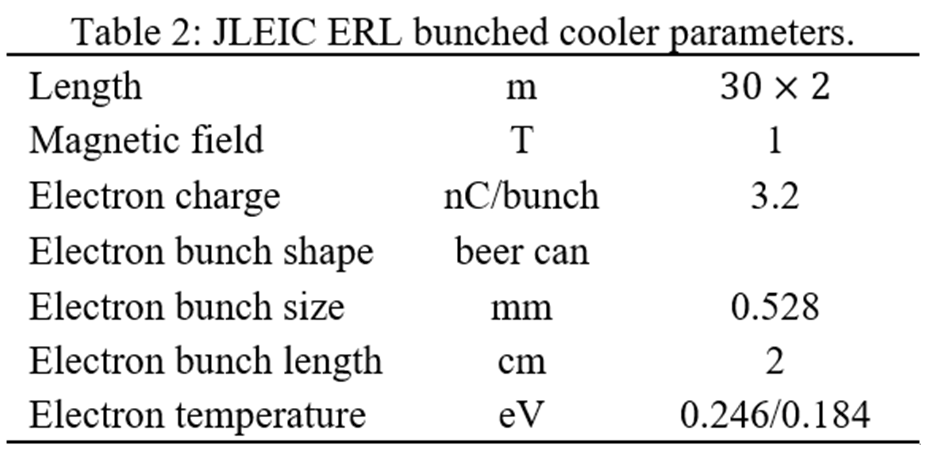 Table 2: JLEIC ERL bunched cooler parameters.
Length m 30 × 2
Magnetic field T 1
Electron charge nC/bunch 3.2
Electron bunch shape beer can
Electron bunch size mm 0.528
Electron bunch length cm 2
Electron temperature eV 0.246/0.184